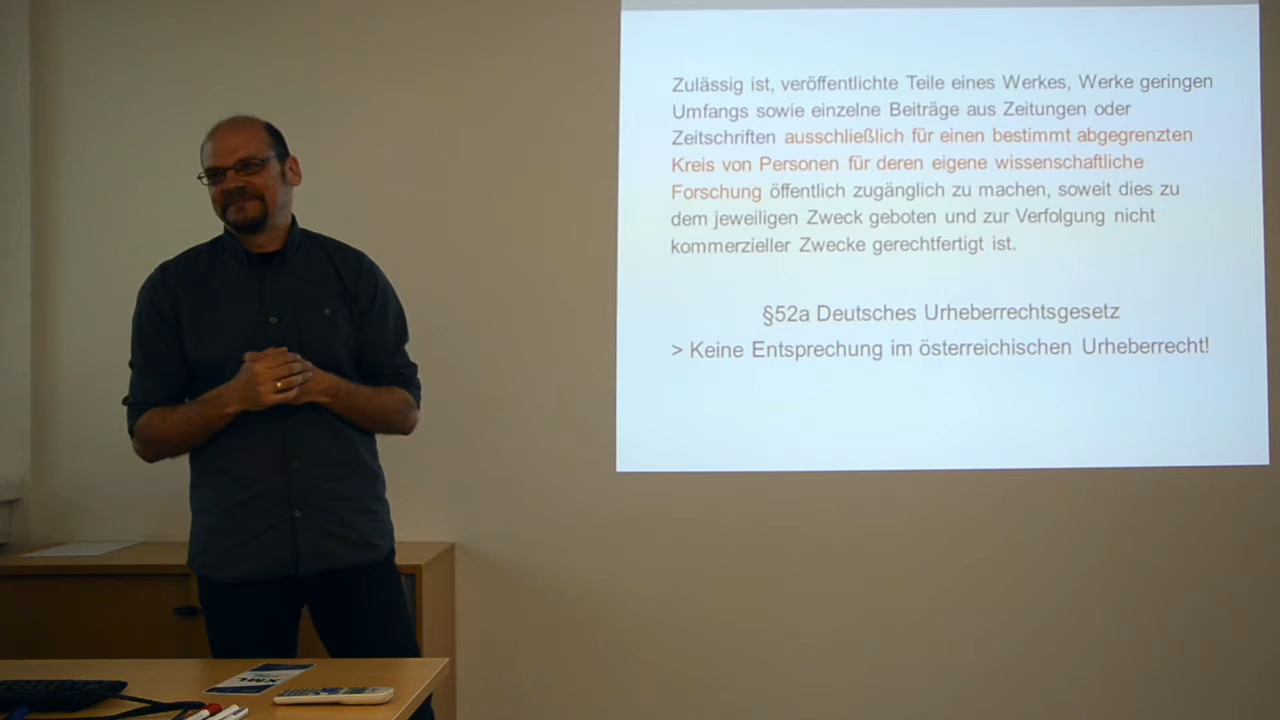 Zulässig ist, veröffentlichte Teile eines Werkes, Werke geringen
Umfangs sowie einzelne Beiträge aus Zeitungen oder
Zeitschriften ausschließlich für einen bestimmt abgegrenzten
Kreis von Personen für deren eigene wissenschaftliche
Forschung öffentlich zugänglich zu machen, soweit dies zu
dem jeweiligen Zweck geboten und zur Verfolgung nicht
kommerzieller Zwecke gerechtfertigt ist.
§52a Deutsches Urheberrechtsgesetz
> Keine Entsprechung im österreichischen Urheberrecht!
XML